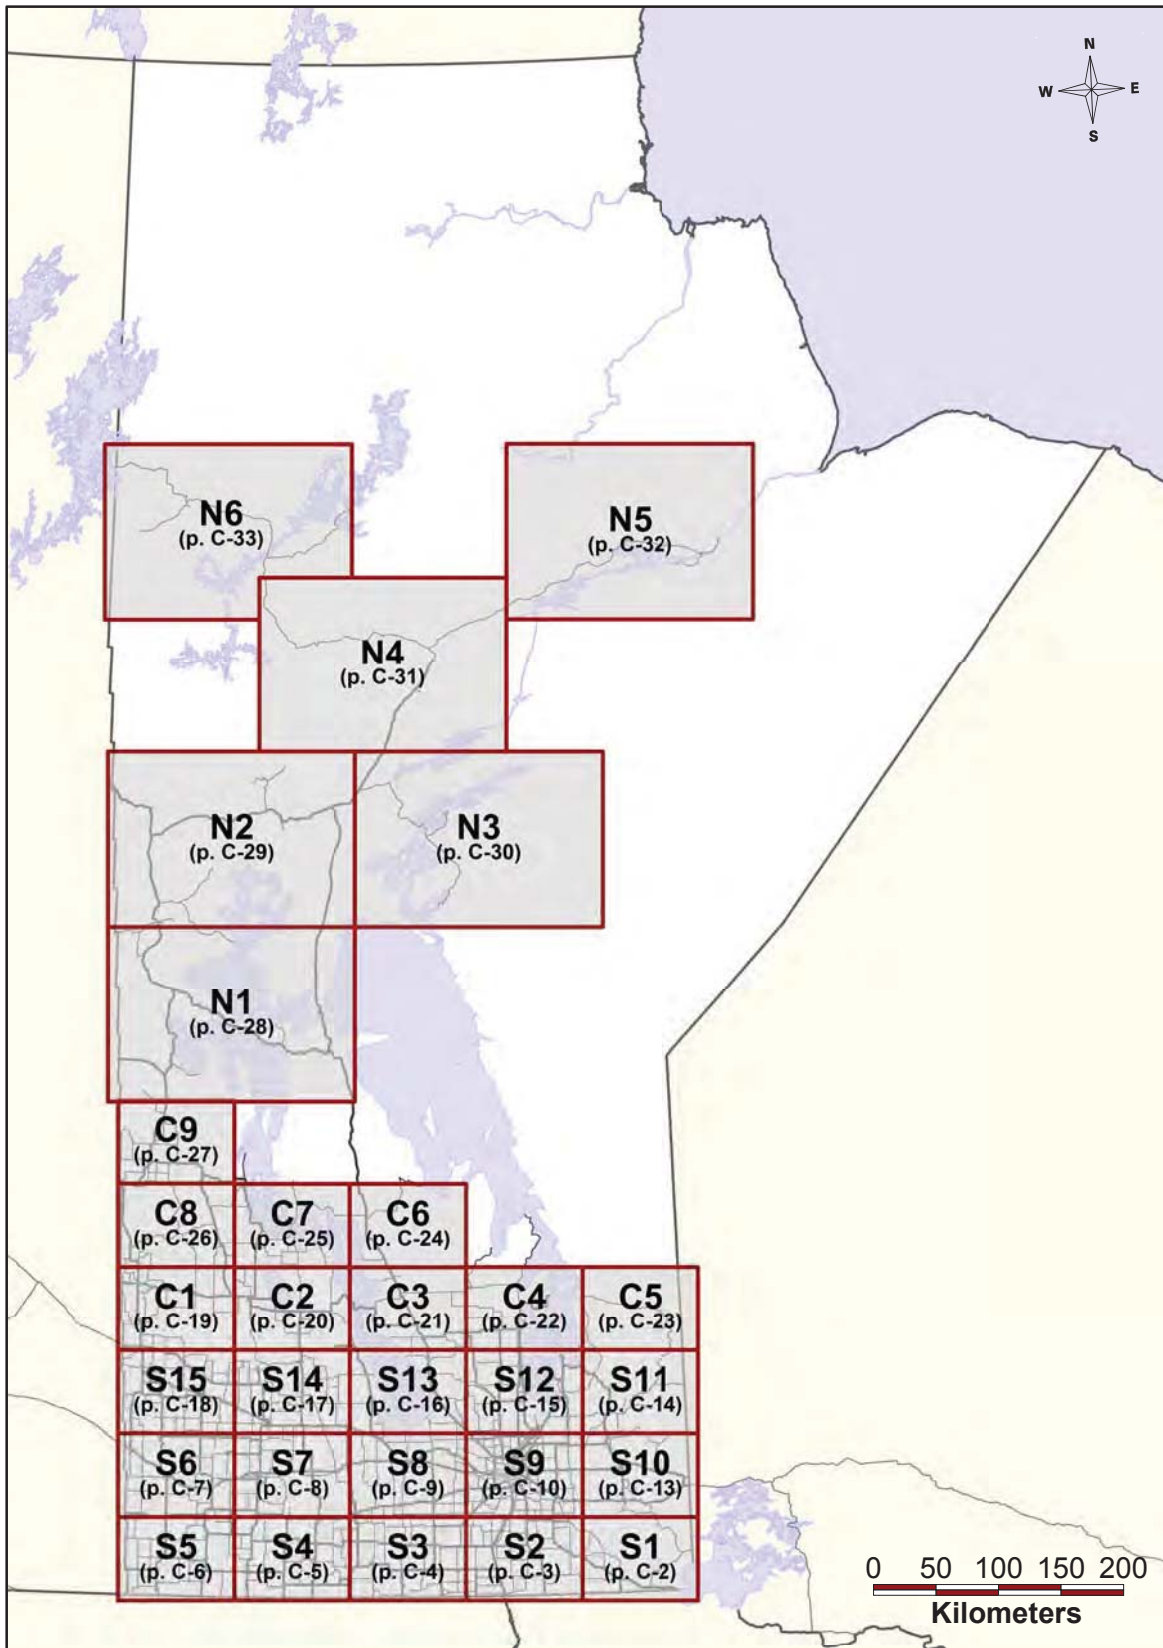 N
W E
S
N6
(p. C-33)
N5
(p. C-32)
N4
(p. C-31)
N2
(p. C-29)
N3
(p. C-30)
N1
(p. C-28)
C9
(p. C-27)
C8
(p. C-26)
C7
(p. C-25)
C6
(p. C-24)
C1
(p. C-19)
C2
(p. C-20)
C3
(p. C-21)
C4
(p. C-22)
C5
(p. C-23)
S15
(p. C-18)
S14
(p. C-17)
S13
(p. C-16)
S12
(p. C-15)
S11
(p. C-14)
S6
(p. C-7)
S7
(p. C-8)
S8
(p. C-9)
S9
(p. C-10)
S10
(p. C-13)
S5
(p. C-6)
S4
(p. C-5)
S3
(p. C-4)
S2
(p. C-3)
S1
(p. C-2)
0 50 100 150 200
Kilometers